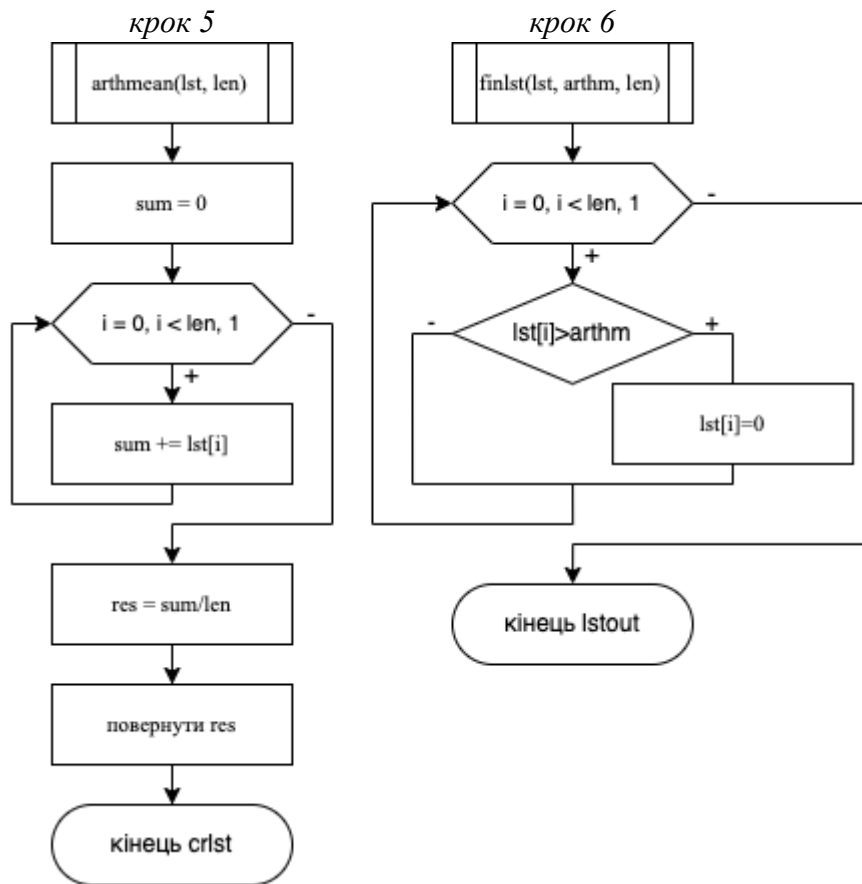 крок 5
arthmean(lst, len)
sum = 0
i = 0, i < len, 1
-
+
sum += lst[i]
res = sum/len
повернути res
кінець crlst
крок 6
finlst(lst, arthm, len)
i = 0, i < len, 1
-
+
lst[i]>arthm
-
+
lst[i]=0
кінець lstout